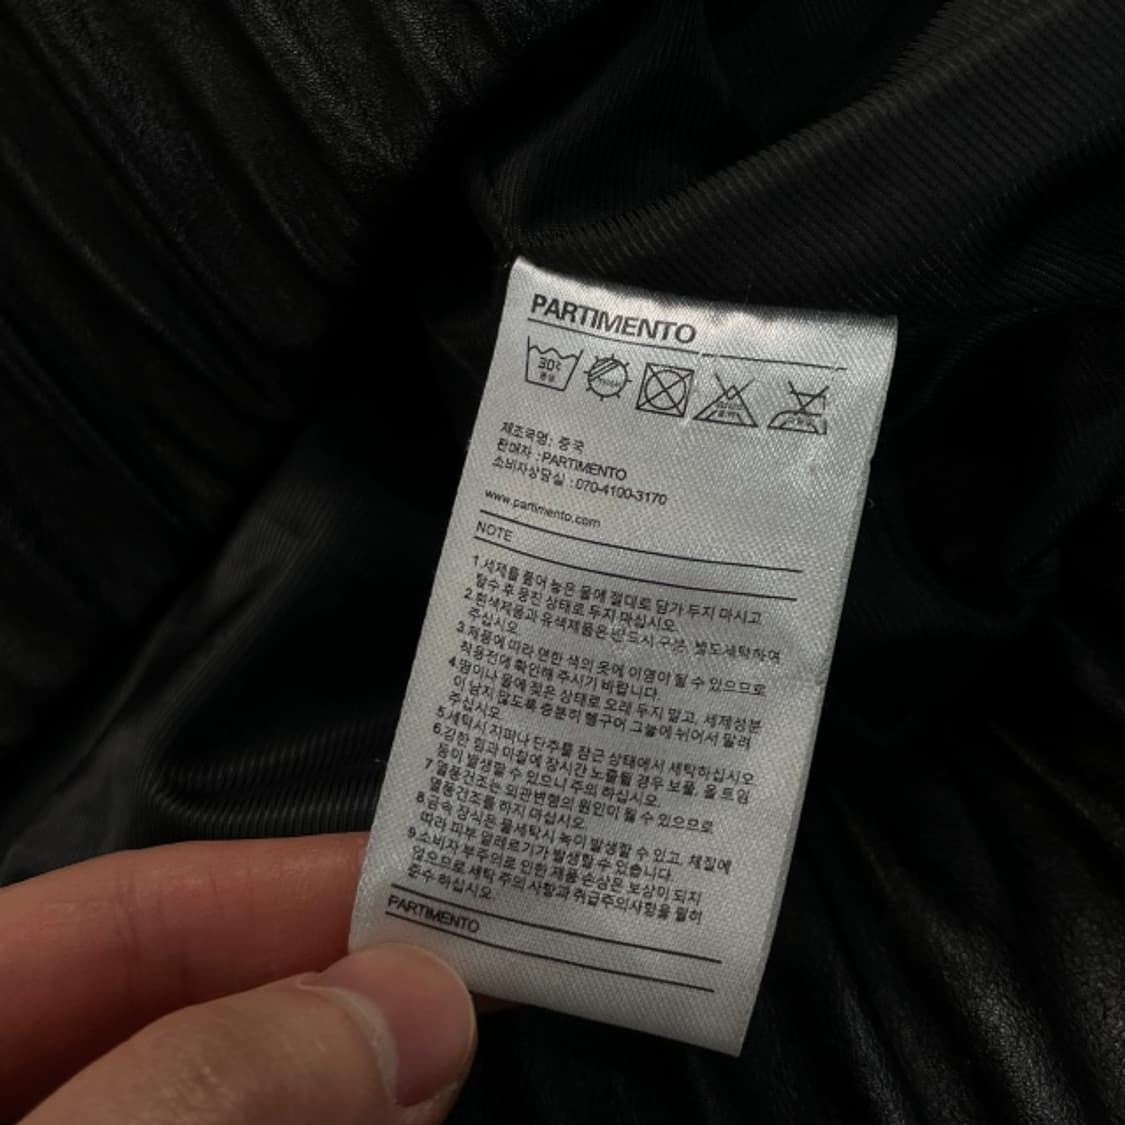 PARTIMENTO
30℃
중성
제조국명: 중국
판매자 :PARTIMENTO
소비자상담실 :070-4100-3170
www.partimento.com
NOTE
1.세제를 풀어 놓은 물에 절대로 담가 두지 마시고
탈수 후 뭉친 상태로 두지 마십시오.
2.흰색제품과 유색제품은 반드시 구분, 별도세탁하여
주십시오.
3.제품에 따라 연한 색의 옷에 이염이 될 수 있으므로
착용전에 확인해 주시기 바랍니다.
4.땀이나 물에 젖은 상태로 오래 두지 말고, 세제성분
이 남지 않도록 충분히 헹구어 그늘에 뉘어서 말려
주십시오.
5.세탁시 지퍼나 단추를 잠근 상태에서 세탁하십시오
6.강한 힘과 마찰에 장시간 노출될 경우 보풀, 올 트임
등이 발생할 수 있으니 주의 하십시오.
7.열풍건조는 외관변형의 원인이 될 수 있으므로
열풍건조를 하지 마십시오.
8.금속 장식은 물세탁시 녹이 발생할 수 있고, 체질에
따라 피부 알레르기가 발생할 수 있습니다.
9.소비자 부주의로 인한 제품 손상은 보상이 되지
않으므로 세탁 주의 사항과 취급주의사항을 필히
준수 하십시오.
PARTIMENTO